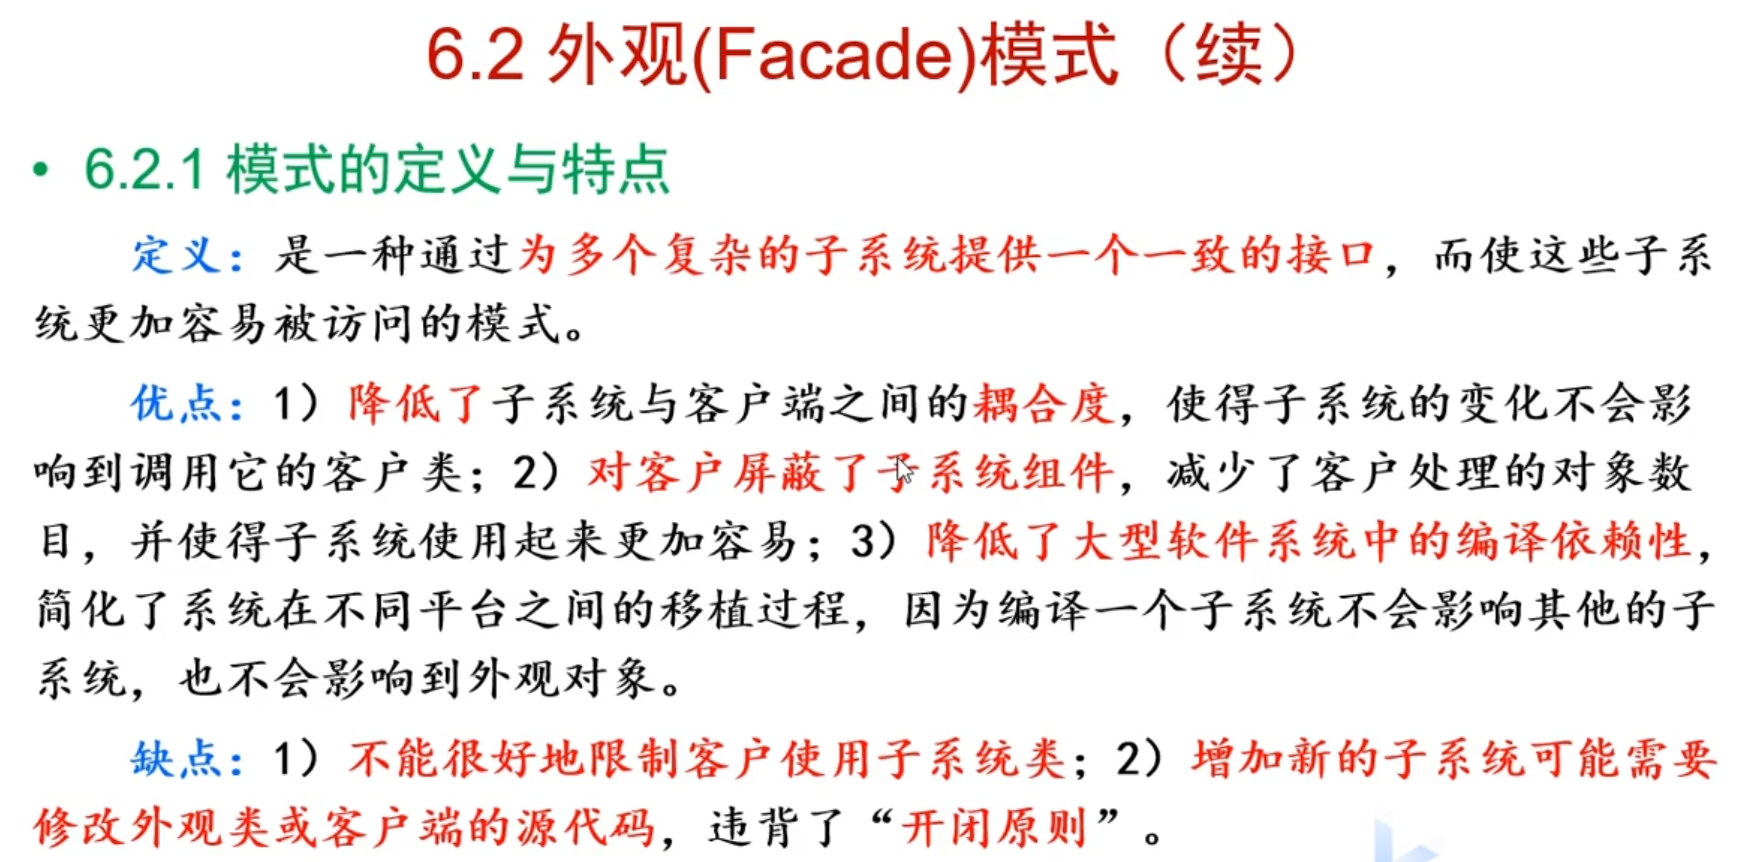 6.2 外观(Facade)模式（续）
• 6.2.1 模式的定义与特点
定义：是一种通过为多个复杂的子系统提供一个一致的接口，而使这些子系
统更加容易被访问的模式。
优点：1）降低了子系统与客户端之间的耦合度，使得子系统的变化不会影
响到调用它的客户类；2）对客户屏蔽了子系统组件，减少了客户处理的对象数
目，并使得子系统使用起来更加容易；3）降低了大型软件系统中的编译依赖性，
简化了系统在不同平台之间的移植过程，因为编译一个子系统不会影响其他的子
系统，也不会影响到外观对象。
缺点：1）不能很好地限制客户使用子系统类；2）增加新的子系统可能需要
修改外观类或客户端的源代码，违背了“开闭原则”。